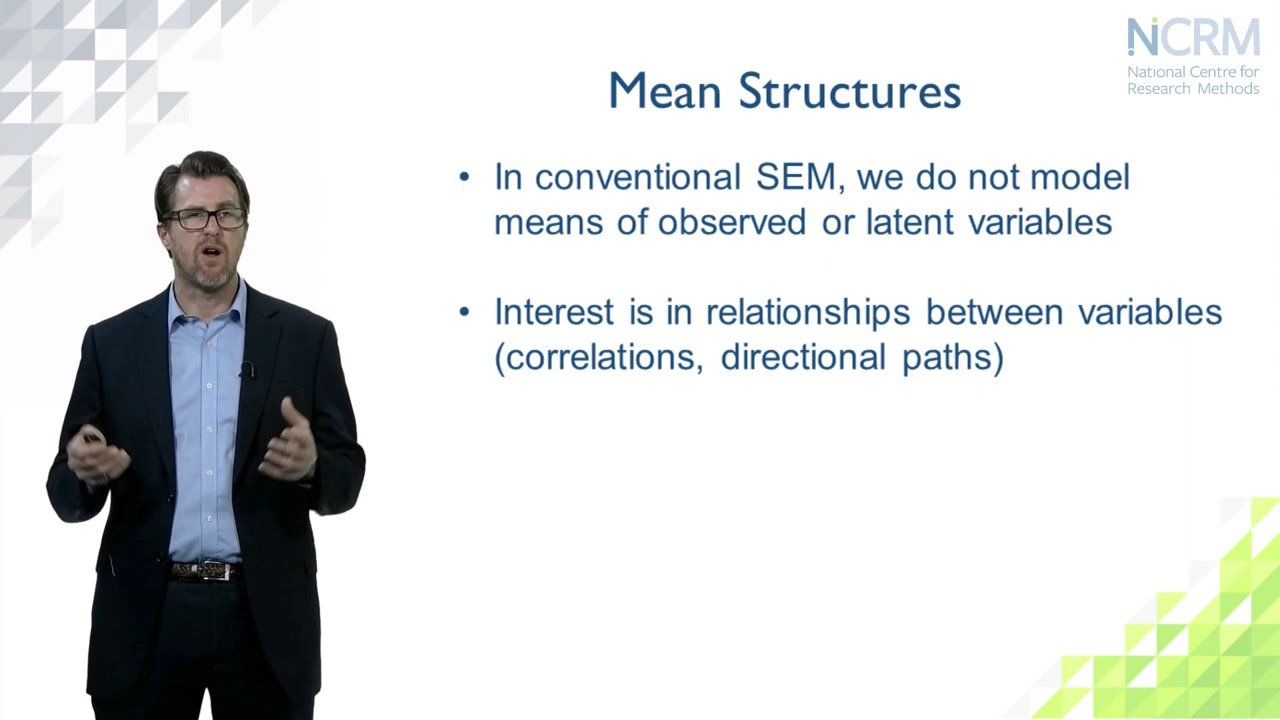 NCRM
National Centre for
Research Methods
Mean Structures
• In conventional SEM, we do not model
means of observed or latent variables
• Interest is in relationships between variables
(correlations, directional paths)